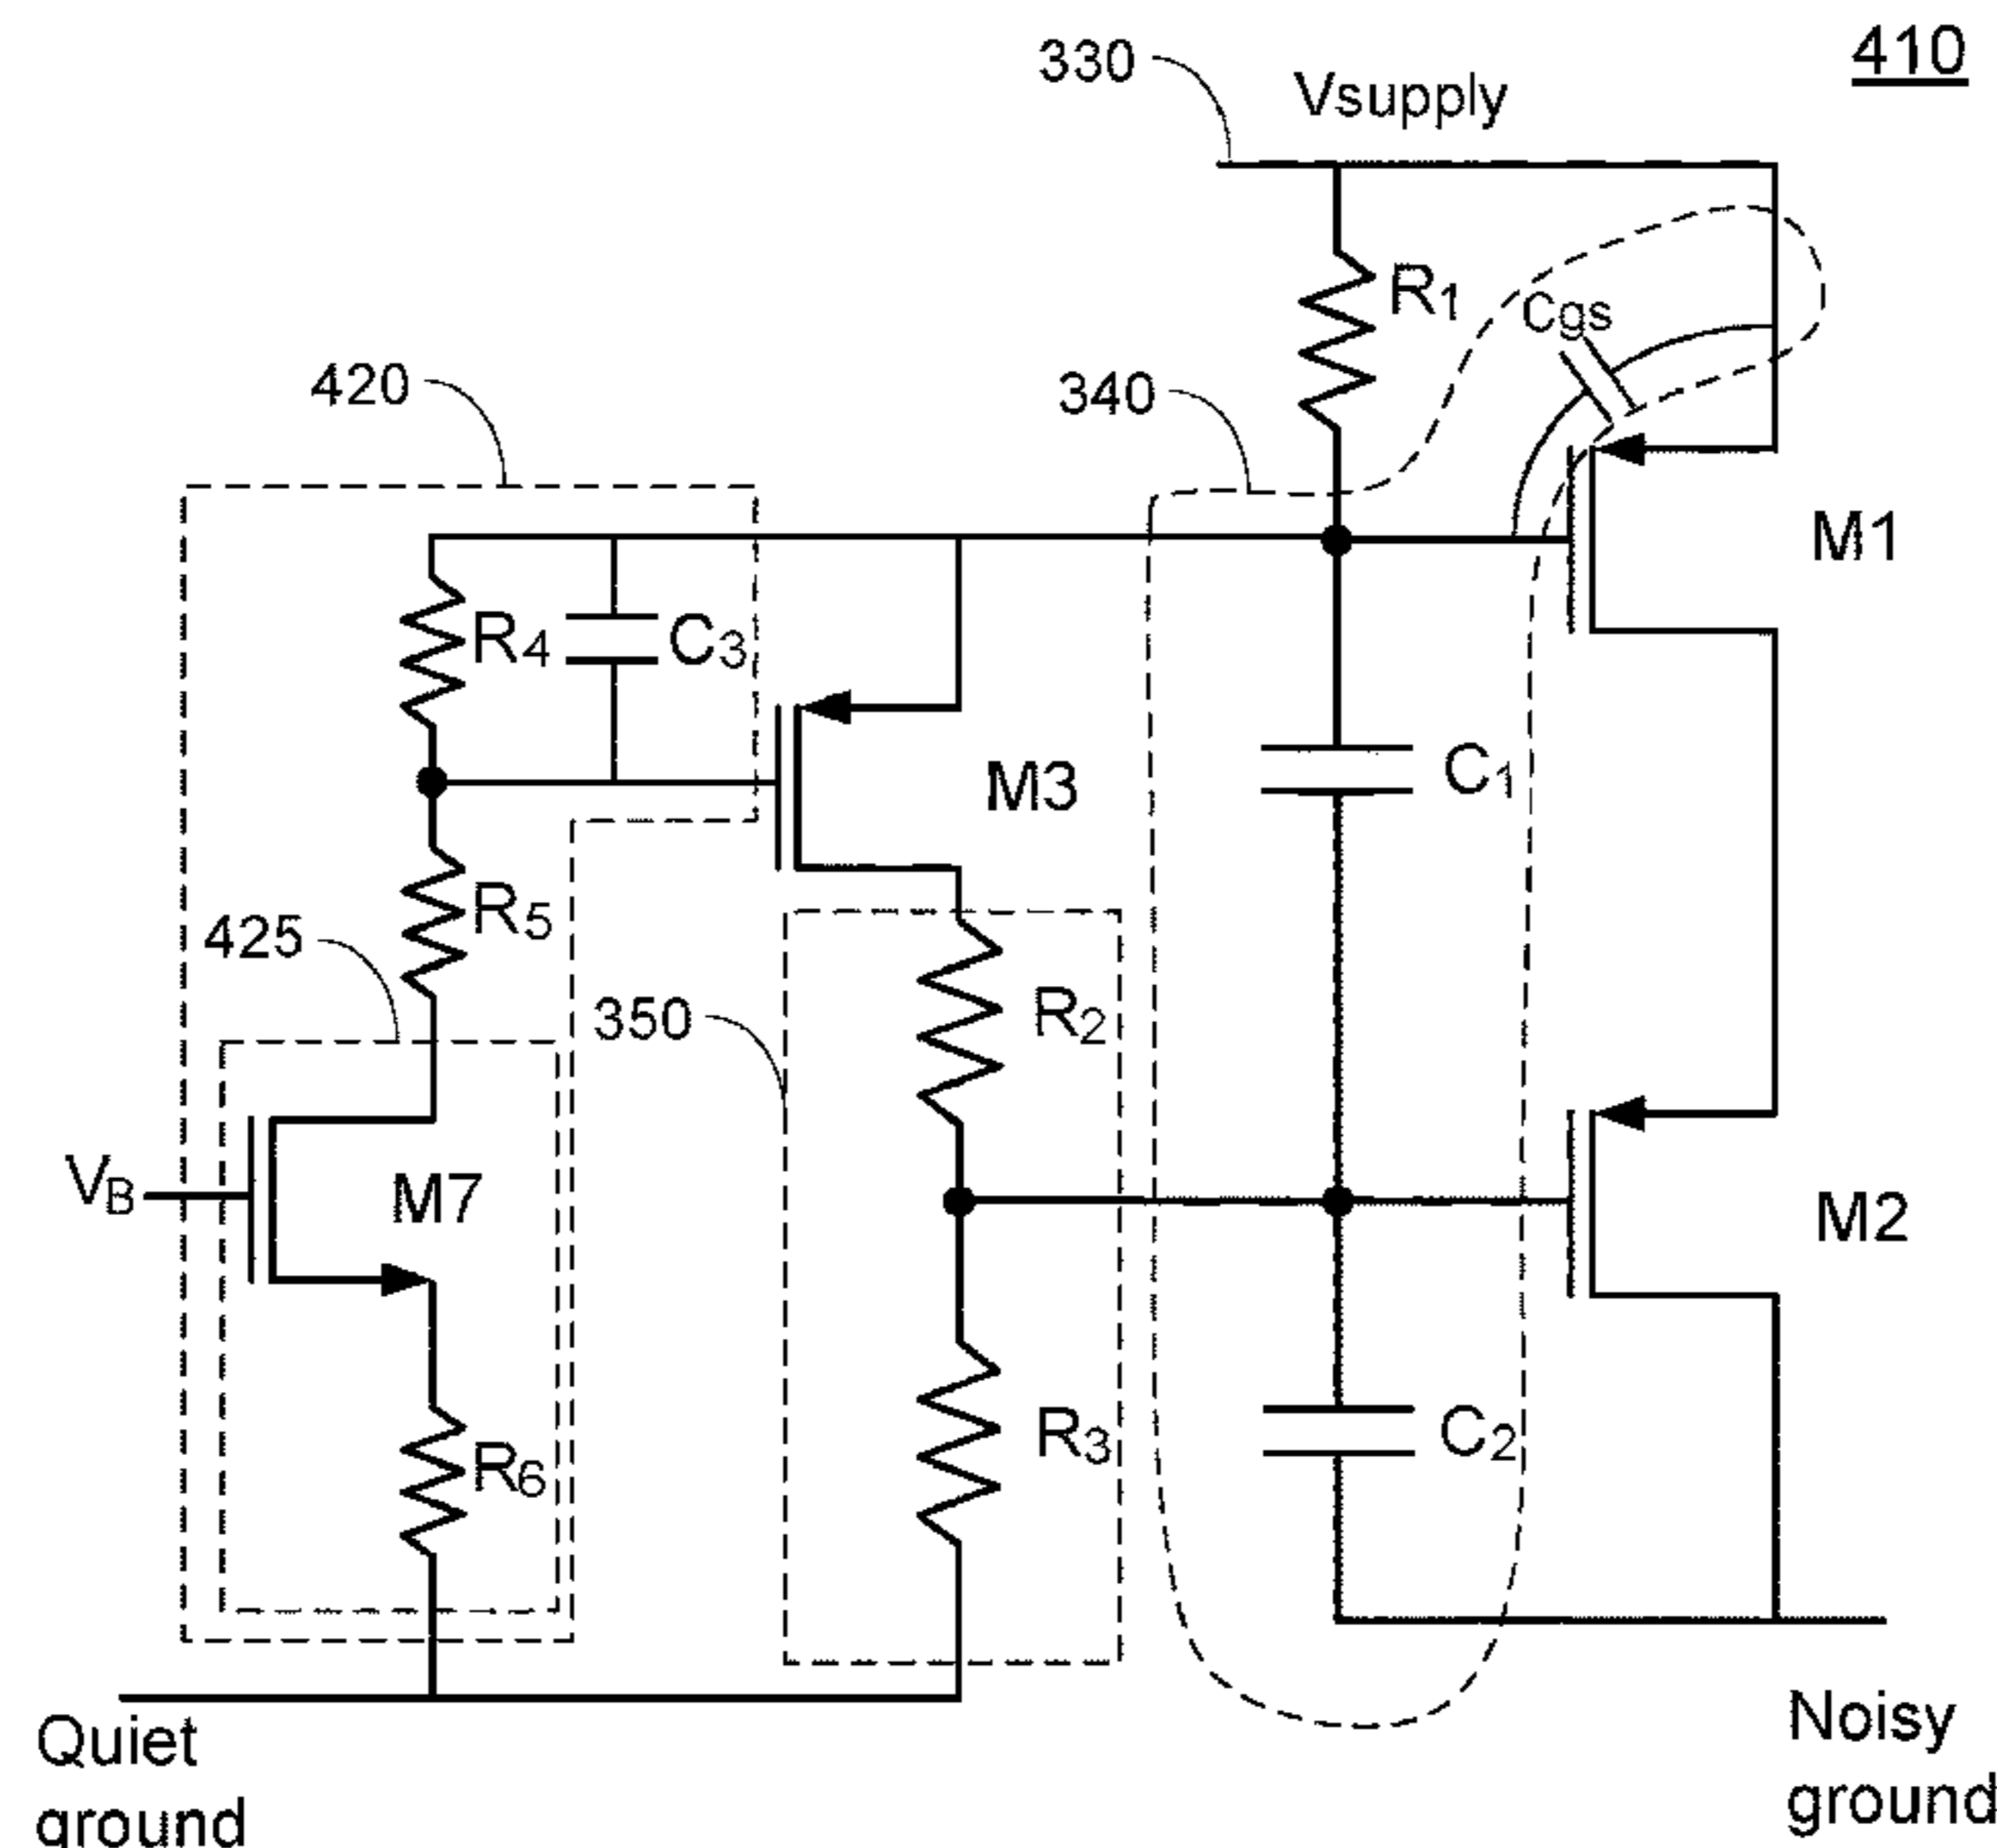 410
330
Vsupply
R1
Cgs
420
340
M1
R4
C3
M3
C1
R5
425
350
R2
VB
M7
M2
R6
R3
C2
Quiet
ground
Noisy
ground